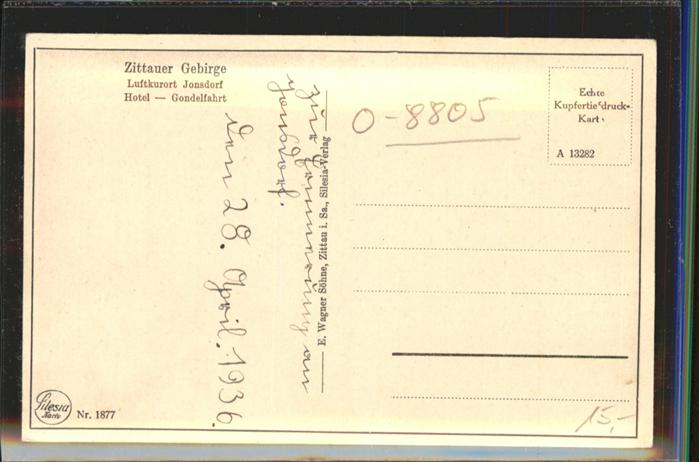 Zittauer Gebirge
Luftkurort Jonsdorf
Hotel — Gondelfahrt
Zur Erinnerung an
Jonsdorf.
Den 28. April. 1936.
E. Wagner Söhne, Zittau i. Sa., Silesia-Verlag
O-8805
Echte
Kupfertiefdruck-
Karte
A 13282
Silesia
Karte
Nr. 1877
15,-